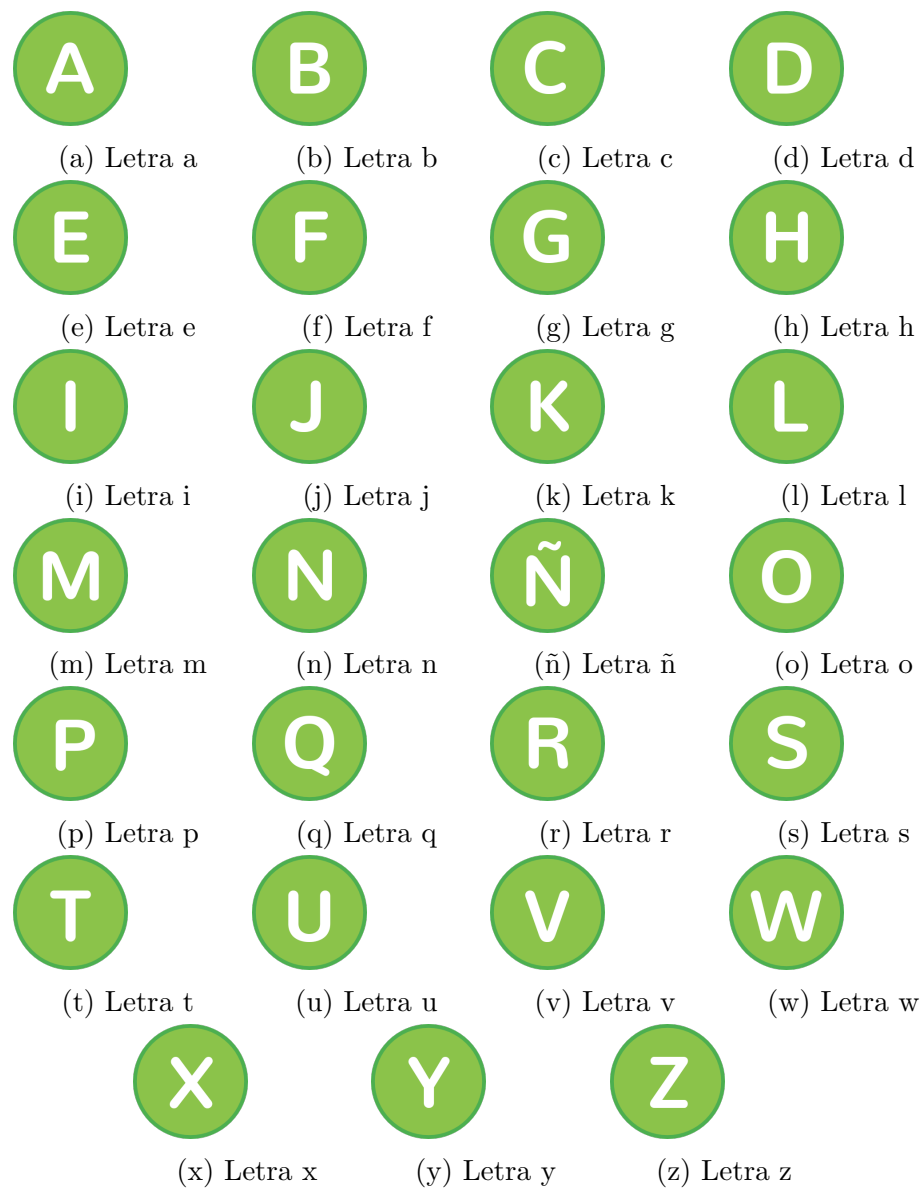 A B C D
(a) Letra a (b) Letra b (c) Letra c (d) Letra d
E F G H
(e) Letra e (f) Letra f (g) Letra g (h) Letra h
I J K L
(i) Letra i (j) Letra j (k) Letra k (l) Letra l
M N Ñ O
(m) Letra m (n) Letra n (ñ) Letra ñ (o) Letra o
P Q R S
(p) Letra p (q) Letra q (r) Letra r (s) Letra s
T U V W
(t) Letra t (u) Letra u (v) Letra v (w) Letra w
X Y Z
(x) Letra x (y) Letra y (z) Letra z